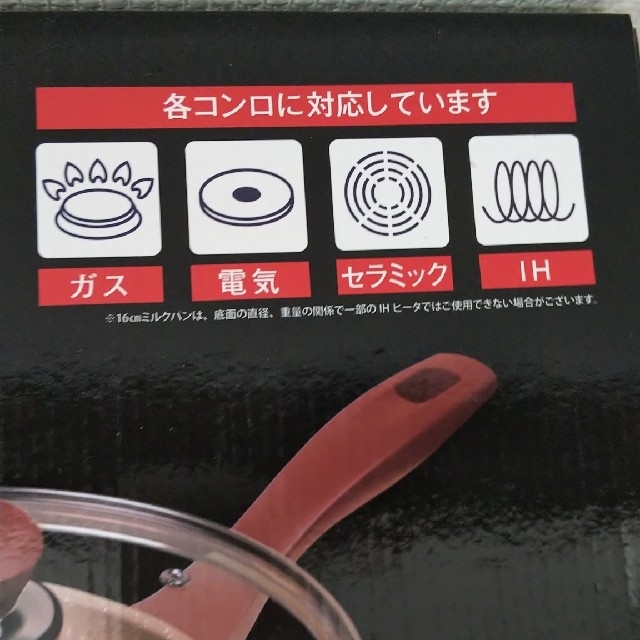 各コンロに対応しています
ガス
電気
セラミック
IH
※16㎝ミルクパンは、底面の直径、重量の関係で一部のIHヒータではご使用できない場合がございます。